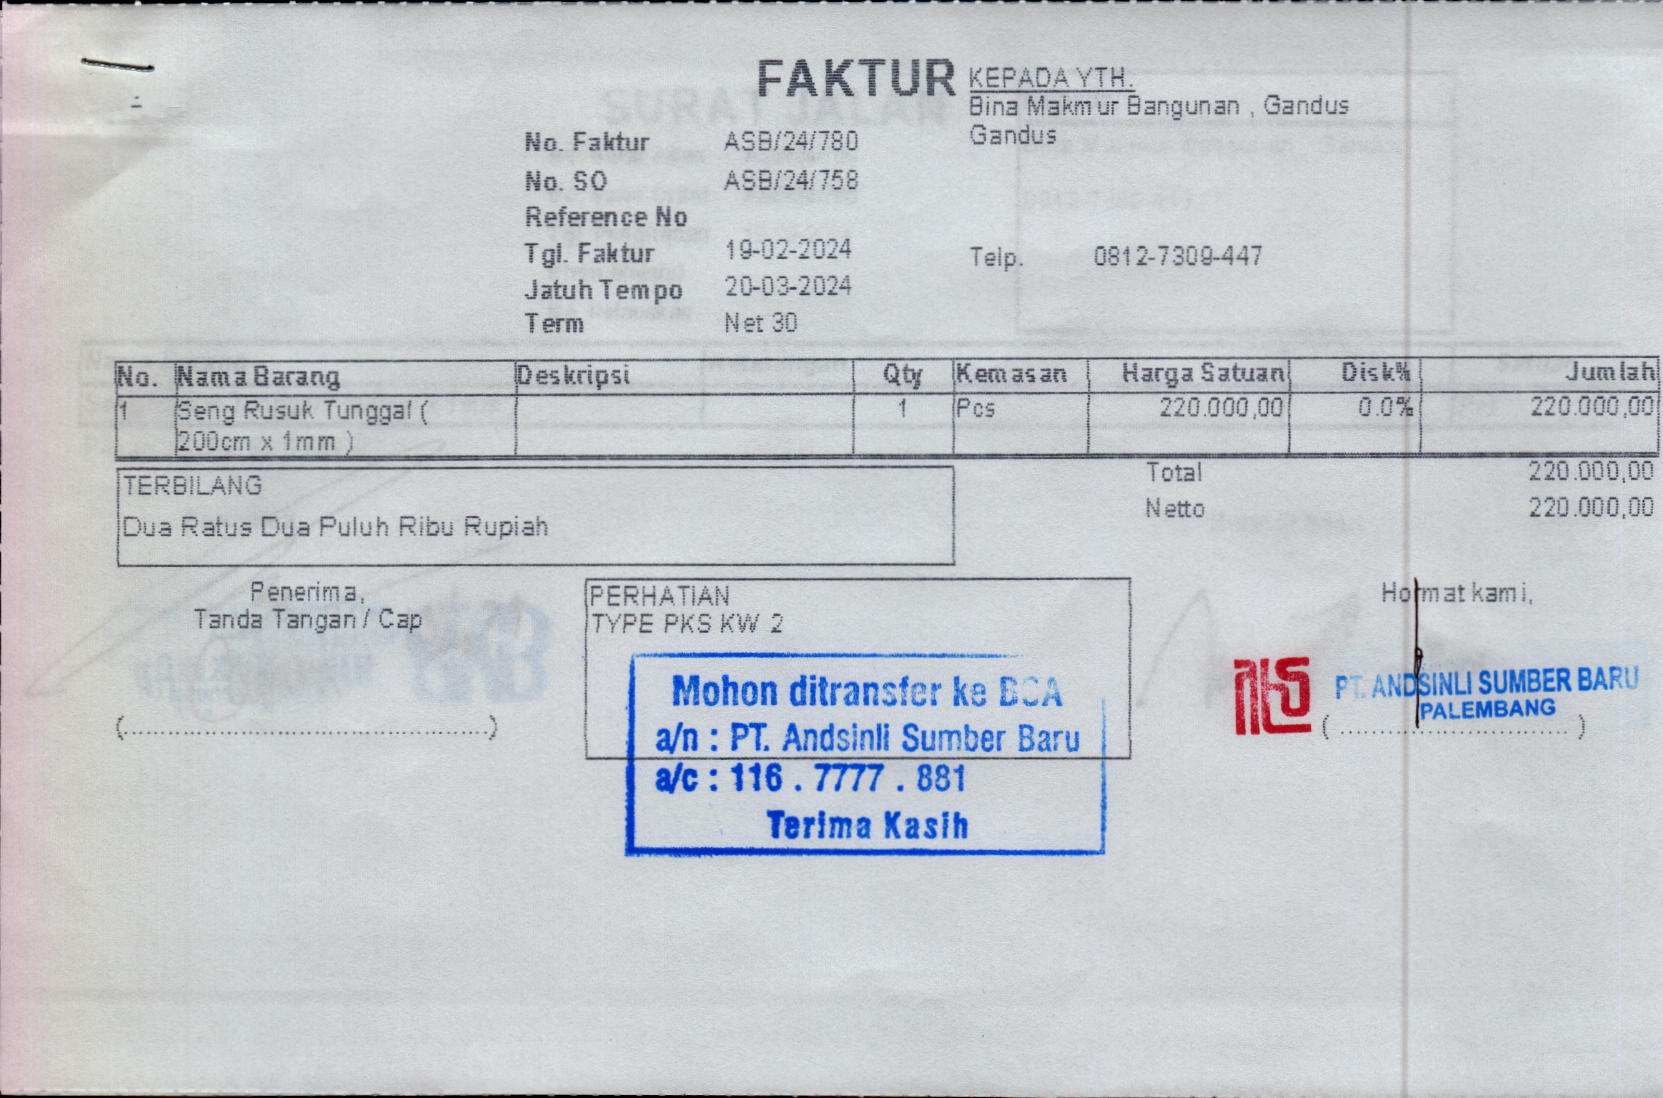 FAKTUR
KEPADA YTH.
Bina Makmur Bangunan , Gandus
Gandus
No. Faktur ASB/24/780
No. SO ASB/24/758
Reference No
Tgl. Faktur 19-02-2024
Telp. 0812-7309-447
Jatuh Tempo 20-03-2024
Term Net 30
No. Nama Barang Deskripsi Qty Kemasan Harga Satuan Disk% Jumlah
1 Seng Rusuk Tunggal ( 1 Pcs 220.000,00 0.0% 220.000,00
200cm x 1mm )
Total 220.000,00
TERBILANG
Netto 220.000,00
Dua Ratus Dua Puluh Ribu Rupiah
Penerima,
Tanda Tangan / Cap
(................................................)
PERHATIAN
TYPE PKS KW 2
Mohon ditransfer ke BCA
a/n : PT. Andsinli Sumber Baru
a/c : 116 . 7777 . 881
Terima Kasih
Hormat kami,
PT. ANDSINLI SUMBER BARU
PALEMBANG
( .............................. )
SURAT JALAN